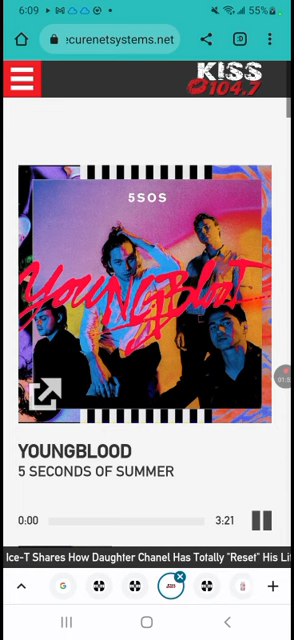 6:09
55%
:curenetsystems.net
:D
KISS
104.7
5SOS
YOUNGBLOOD
YOUNGBLOOD
5 SECONDS OF SUMMER
0:00
3:21
Ice-T Shares How Daughter Chanel Has Totally "Reset" His Li
G